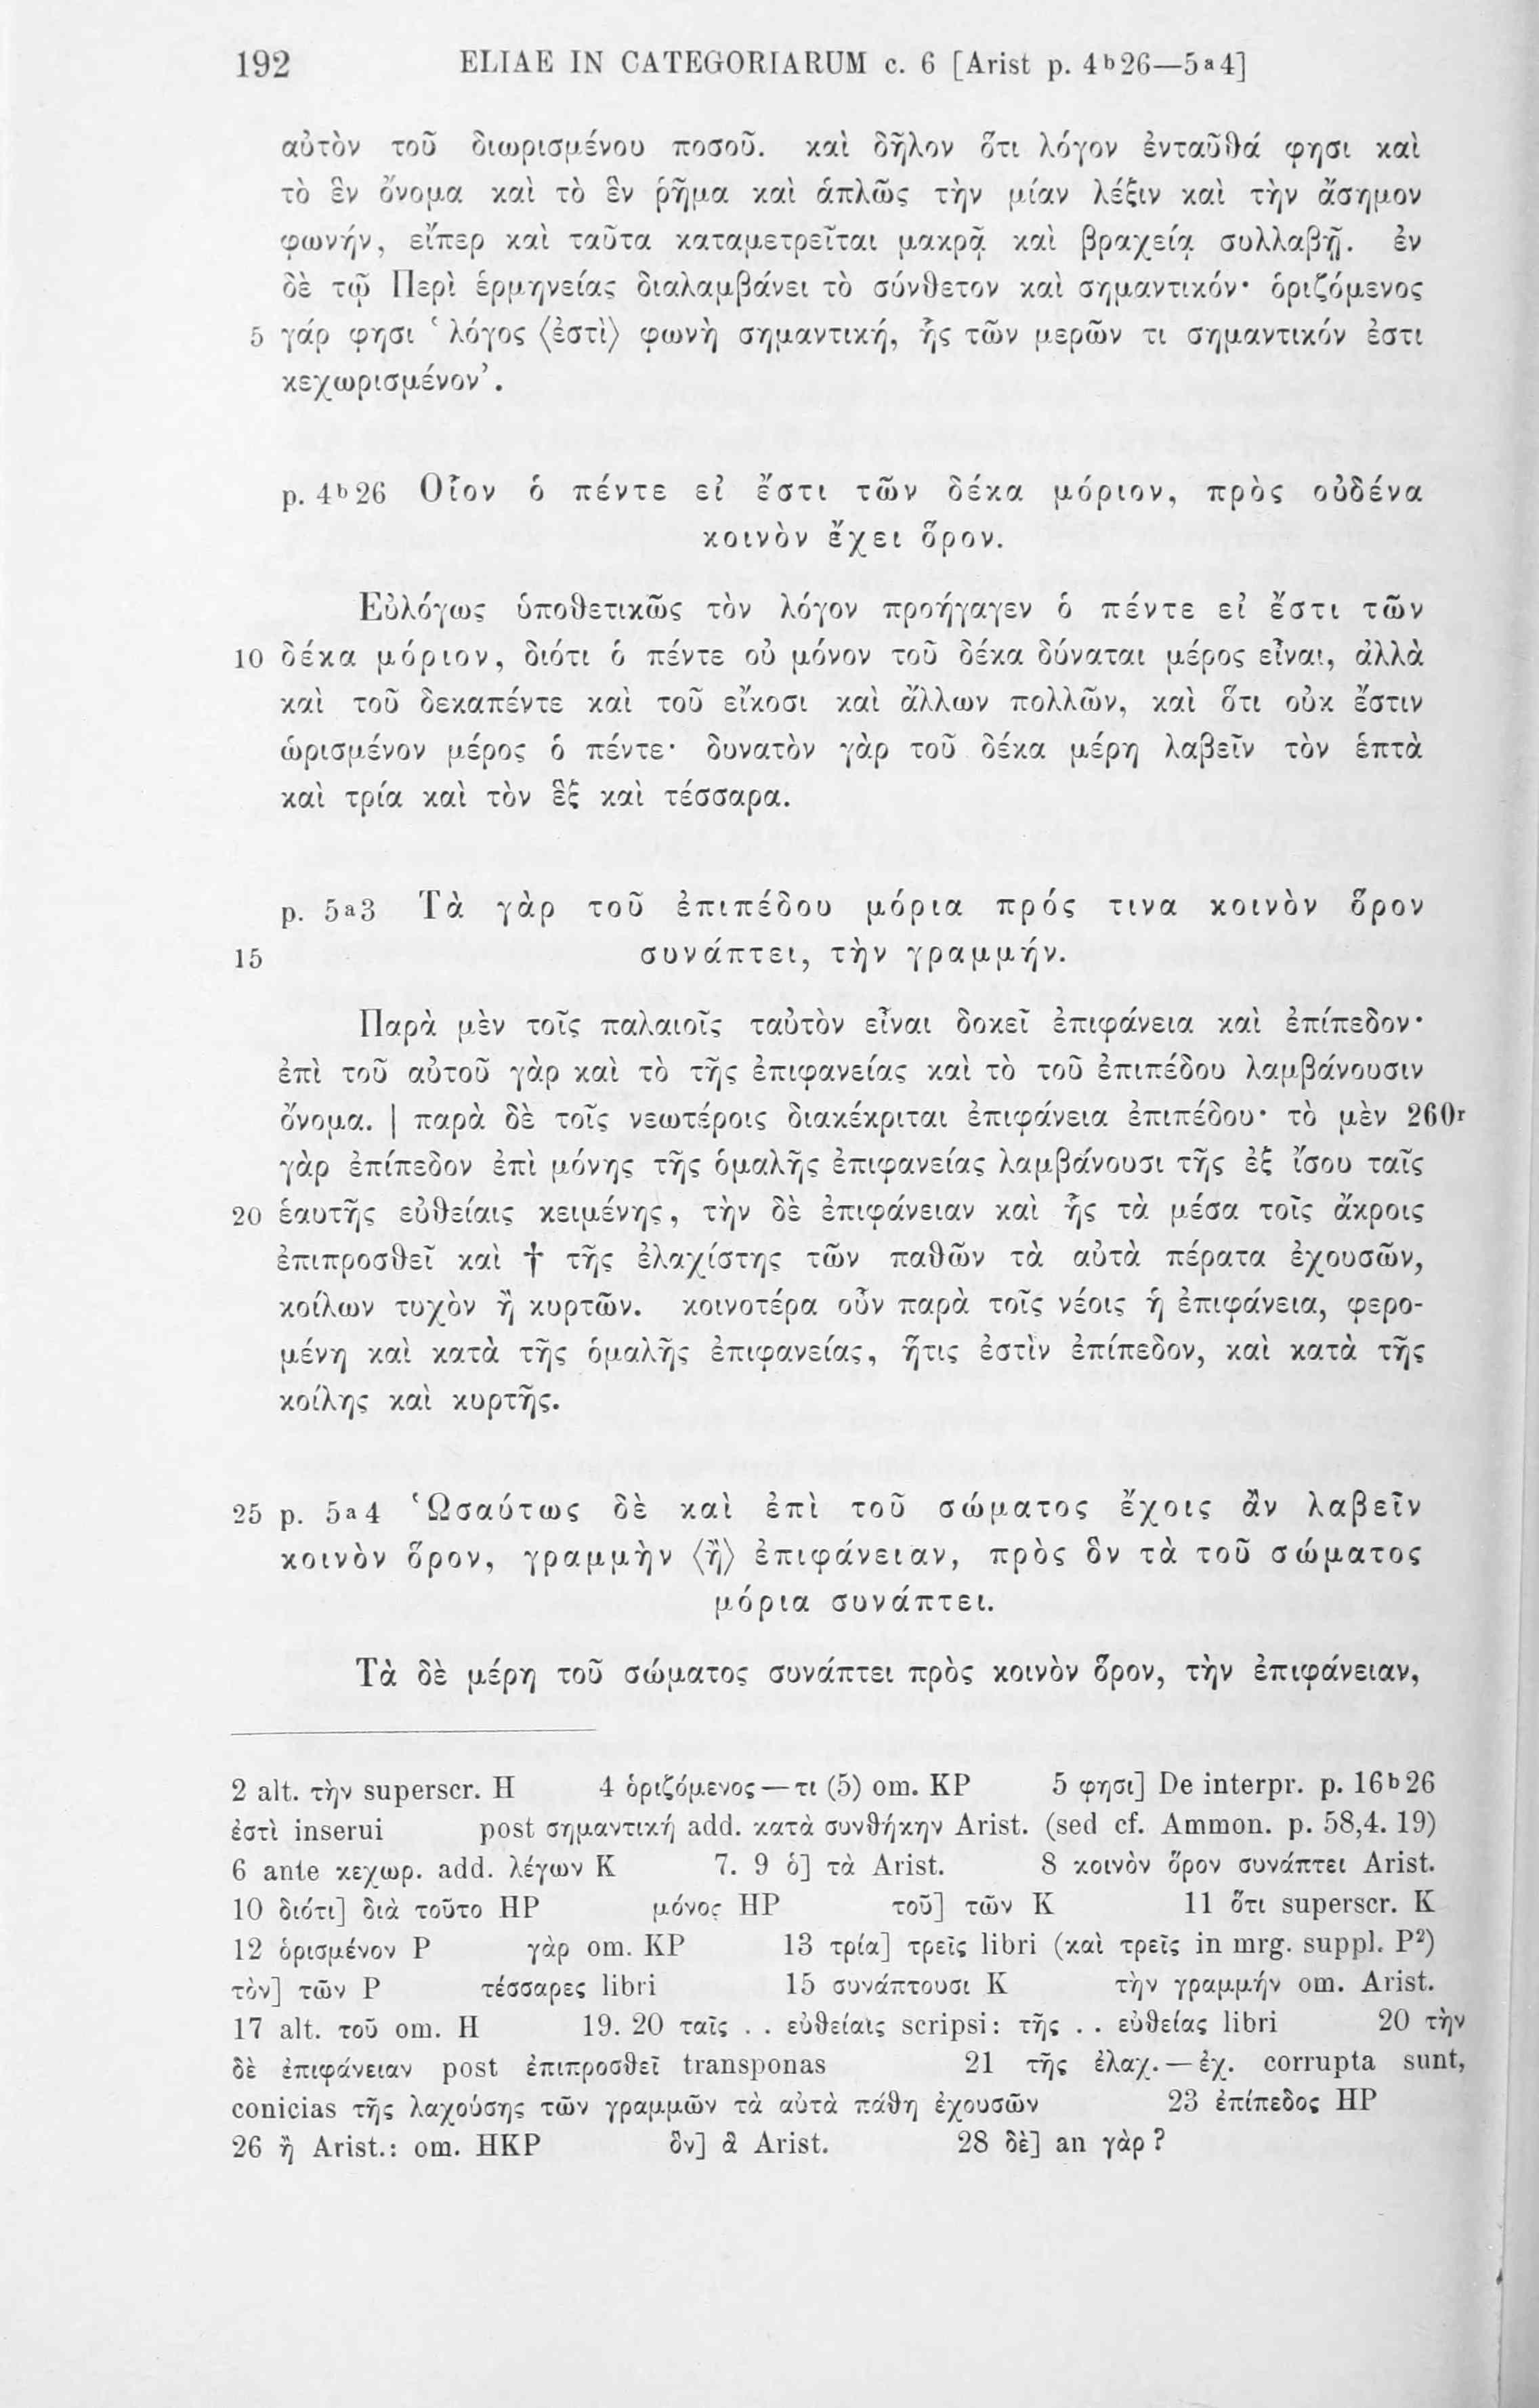 192 ELIAE IN CATEGORIARUM c. 6 [Arist p. 4b26—5a4]
αὐτὸν τοῦ διωρισμένου ποσοῦ. καὶ δῆλον ὅτι λόγον ἐνταῦθά φησι καὶ
τὸ ἓν ὄνομα καὶ τὸ ἓν ῥῆμα καὶ ἁπλῶς τὴν μίαν λέξιν καὶ τὴν ἄσημον
φωνήν, εἴπερ καὶ ταῦτα καταμετρεῖται μακρᾷ καὶ βραχείᾳ συλλαβῇ. ἐν
δὲ τῷ Περὶ ἑρμηνείας διαλαμβάνει τὸ σύνθετον καὶ σημαντικόν· ὁριζόμενος
5 γάρ φησι ‘λόγος ⟨ἐστὶ⟩ φωνὴ σημαντική, ἧς τῶν μερῶν τι σημαντικόν ἐστι
κεχωρισμένον’.
p. 4b26 Οἷον ὁ πέντε εἰ ἔστι τῶν δέκα μόριον, πρὸς οὐδένα
κοινὸν ἔχει ὅρον.
Εὐλόγως ὑποθετικῶς τὸν λόγον προήγαγεν ὁ πέντε εἰ ἔστι τῶν
10 δέκα μόριον, διότι ὁ πέντε οὐ μόνον τοῦ δέκα δύναται μέρος εἶναι, ἀλλὰ
καὶ τοῦ δεκαπέντε καὶ τοῦ εἴκοσι καὶ ἄλλων πολλῶν, καὶ ὅτι οὐκ ἔστιν
ὡρισμένον μέρος ὁ πέντε· δυνατὸν γὰρ τοῦ δέκα μέρη λαβεῖν τὸν ἑπτὰ
καὶ τρία καὶ τὸν ἓξ καὶ τέσσαρα.
p. 5a3 Τὰ γὰρ τοῦ ἐπιπέδου μόρια πρός τινα κοινὸν ὅρον
15 συνάπτει, τὴν γραμμήν.
Παρὰ μὲν τοῖς παλαιοῖς ταὐτὸν εἶναι δοκεῖ ἐπιφάνεια καὶ ἐπίπεδον·
ἐπὶ τοῦ αὐτοῦ γὰρ καὶ τὸ τῆς ἐπιφανείας καὶ τὸ τοῦ ἐπιπέδου λαμβάνουσιν
ὄνομα. | παρὰ δὲ τοῖς νεωτέροις διακέκριται ἐπιφάνεια ἐπιπέδου· τὸ μὲν 260r
γὰρ ἐπίπεδον ἐπὶ μόνης τῆς ὁμαλῆς ἐπιφανείας λαμβάνουσι τῆς ἐξ ἴσου ταῖς
20 ἑαυτῆς εὐθείαις κειμένης, τὴν δὲ ἐπιφάνειαν καὶ ἧς τὰ μέσα τοῖς ἄκροις
ἐπιπροσθεῖ καὶ † τῆς ἐλαχίστης τῶν παθῶν τὰ αὐτὰ πέρατα ἐχουσῶν,
κοίλων τυχὸν ἢ κυρτῶν. κοινοτέρα οὖν παρὰ τοῖς νέοις ἡ ἐπιφάνεια, φερο-
μένη καὶ κατὰ τῆς ὁμαλῆς ἐπιφανείας, ἥτις ἐστὶν ἐπίπεδον, καὶ κατὰ τῆς
κοίλης καὶ κυρτῆς.
25 p. 5a4 Ὡσαύτως δὲ καὶ ἐπὶ τοῦ σώματος ἔχοις ἂν λαβεῖν
κοινὸν ὅρον, γραμμὴν ⟨ἢ⟩ ἐπιφάνειαν, πρὸς ὃν τὰ τοῦ σώματος
μόρια συνάπτει.
Τὰ δὲ μέρη τοῦ σώματος συνάπτει πρὸς κοινὸν ὅρον, τὴν ἐπιφάνειαν,
2 alt. τὴν superscr. H 4 ὁριζόμενος—τι (5) om. KP 5 φησι] De interpr. p. 16b26
ἐστὶ inserui post σημαντική add. κατὰ συνθήκην Arist. (sed cf. Ammon. p. 58,4. 19)
6 ante κεχωρ. add. λέγων K 7. 9 ὁ] τὰ Arist. 8 κοινὸν ὅρον συνάπτει Arist.
10 διότι] διὰ τοῦτο HP μόνος HP τοῦ] τῶν K 11 ὅτι superscr. K
12 ὁρισμένον P γὰρ om. KP 13 τρία] τρεῖς libri (καὶ τρεῖς in mrg. suppl. P²)
τὸν] τῶν P τέσσαρες libri 15 συνάπτουσι K τὴν γραμμήν om. Arist.
17 alt. τοῦ om. H 19. 20 ταῖς . . εὐθείαις scripsi: τῆς . . εὐθείας libri 20 τὴν
δὲ ἐπιφάνειαν post ἐπιπροσθεῖ transponas 21 τῆς ἐλαχ.—ἐχ. corrupta sunt,
conicias τῆς λαχούσης τῶν γραμμῶν τὰ αὐτὰ πάθη ἐχουσῶν 23 ἐπίπεδος HP
26 ἢ Arist.: om. HKP ὃν] ἃ Arist. 28 δὲ] an γὰρ?